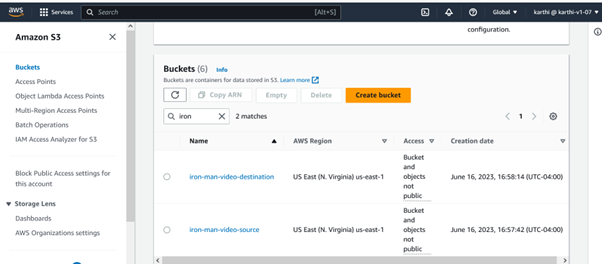 aws
Services
Search
[Alt+S]
Global
karthi @ karthi-v1-07
Amazon S3
Buckets
Access Points
Object Lambda Access Points
Multi-Region Access Points
Batch Operations
IAM Access Analyzer for S3
Block Public Access settings for
this account
Storage Lens
Dashboards
AWS Organizations settings
configuration.
Buckets (6) Info
Buckets are containers for data stored in S3. Learn more
Copy ARN
Empty
Delete
Create bucket
iron
2 matches
1
Name AWS Region Access Creation date
iron-man-video-destination US East (N. Virginia) us-east-1
Bucket
and
objects
not
public
June 16, 2023, 16:58:14 (UTC-04:00)
iron-man-video-source US East (N. Virginia) us-east-1
Bucket
and
objects
not
public
June 16, 2023, 16:57:42 (UTC-04:00)